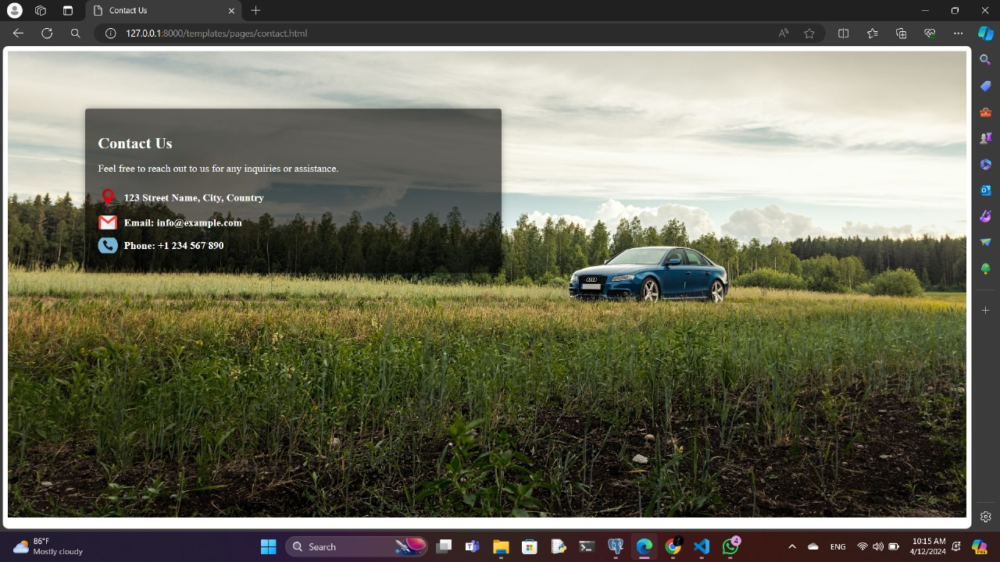 Contact Us
127.0.0.1:8000/templates/pages/contact.html
Contact Us
Feel free to reach out to us for any inquiries or assistance.
123 Street Name, City, Country
Email: info@example.com
Phone: +1 234 567 890
86°F
Mostly cloudy
Search
4
ENG
10:15 AM
4/12/2024
PRE